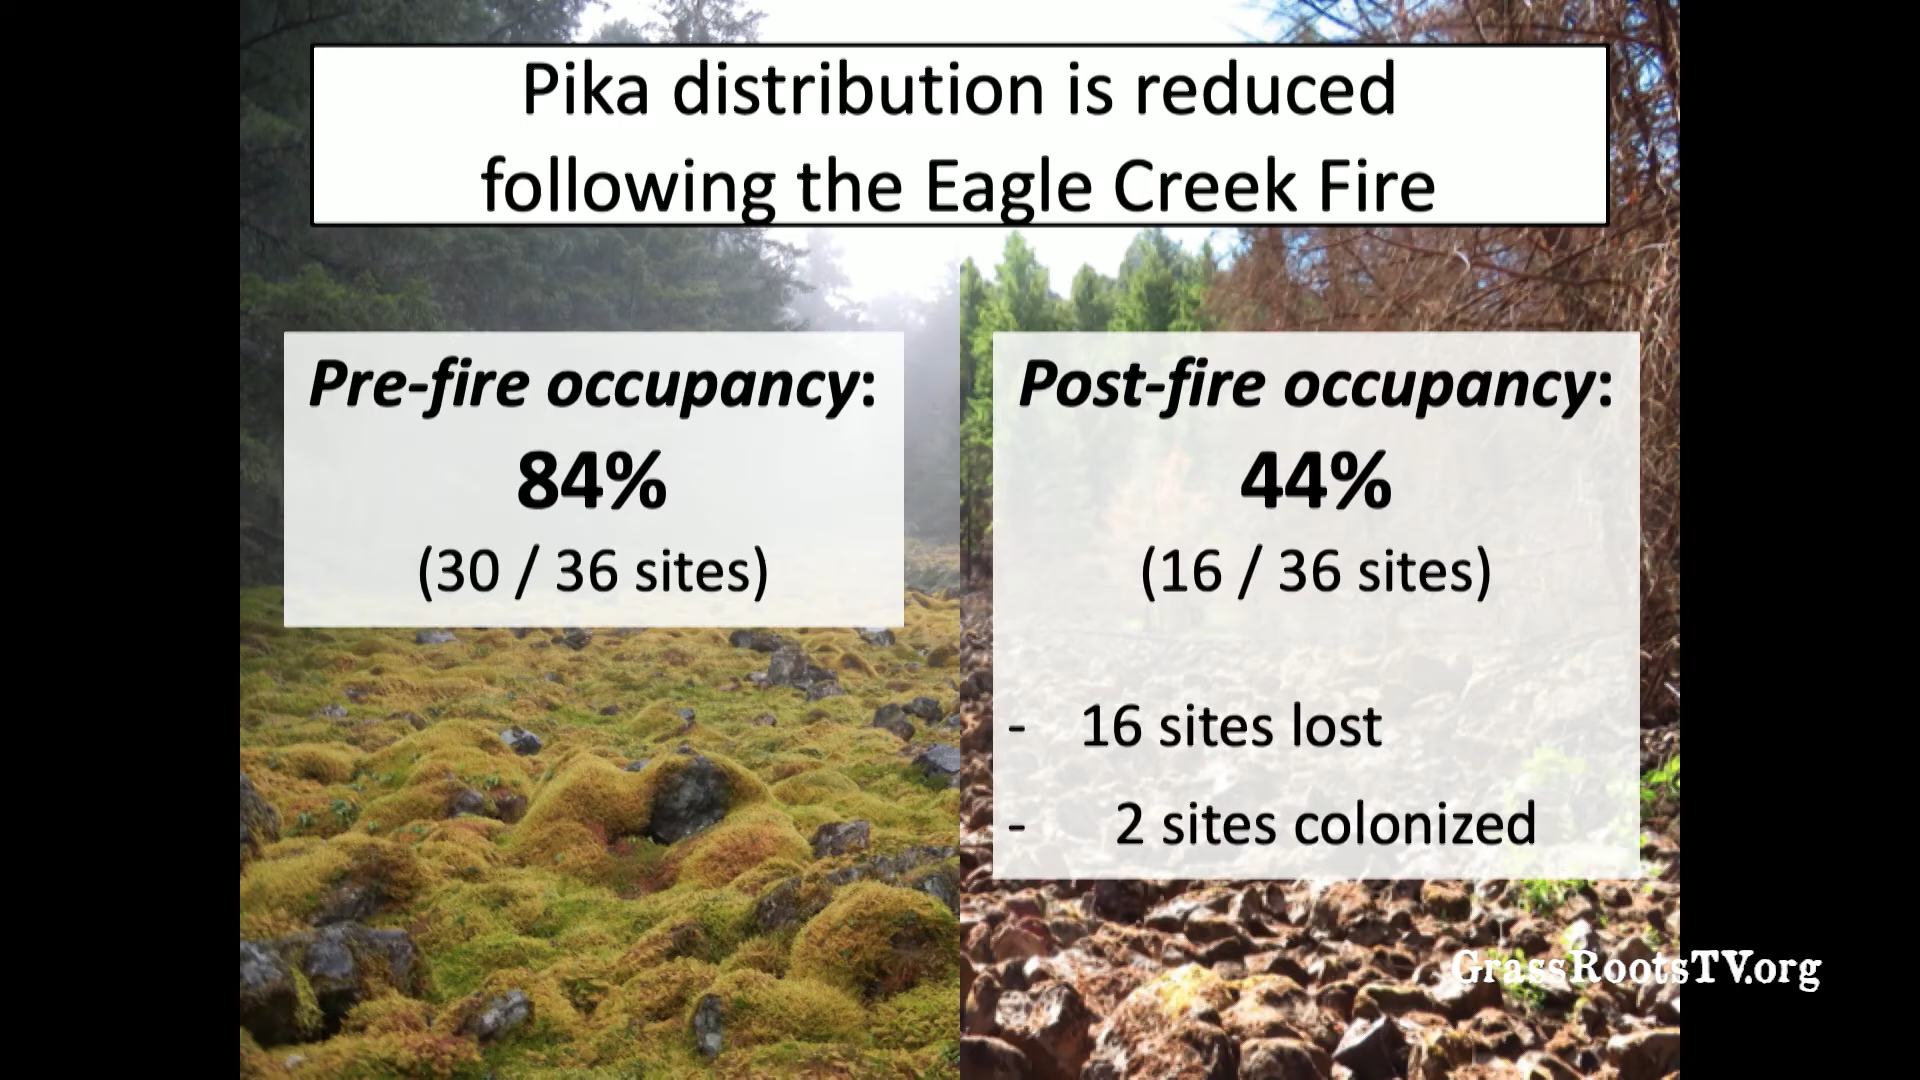 Pika distribution is reduced
following the Eagle Creek Fire
Pre-fire occupancy:
84%
(30 / 36 sites)
Post-fire occupancy:
44%
(16 / 36 sites)
- 16 sites lost
- 2 sites colonized
GrassRootsTV.org